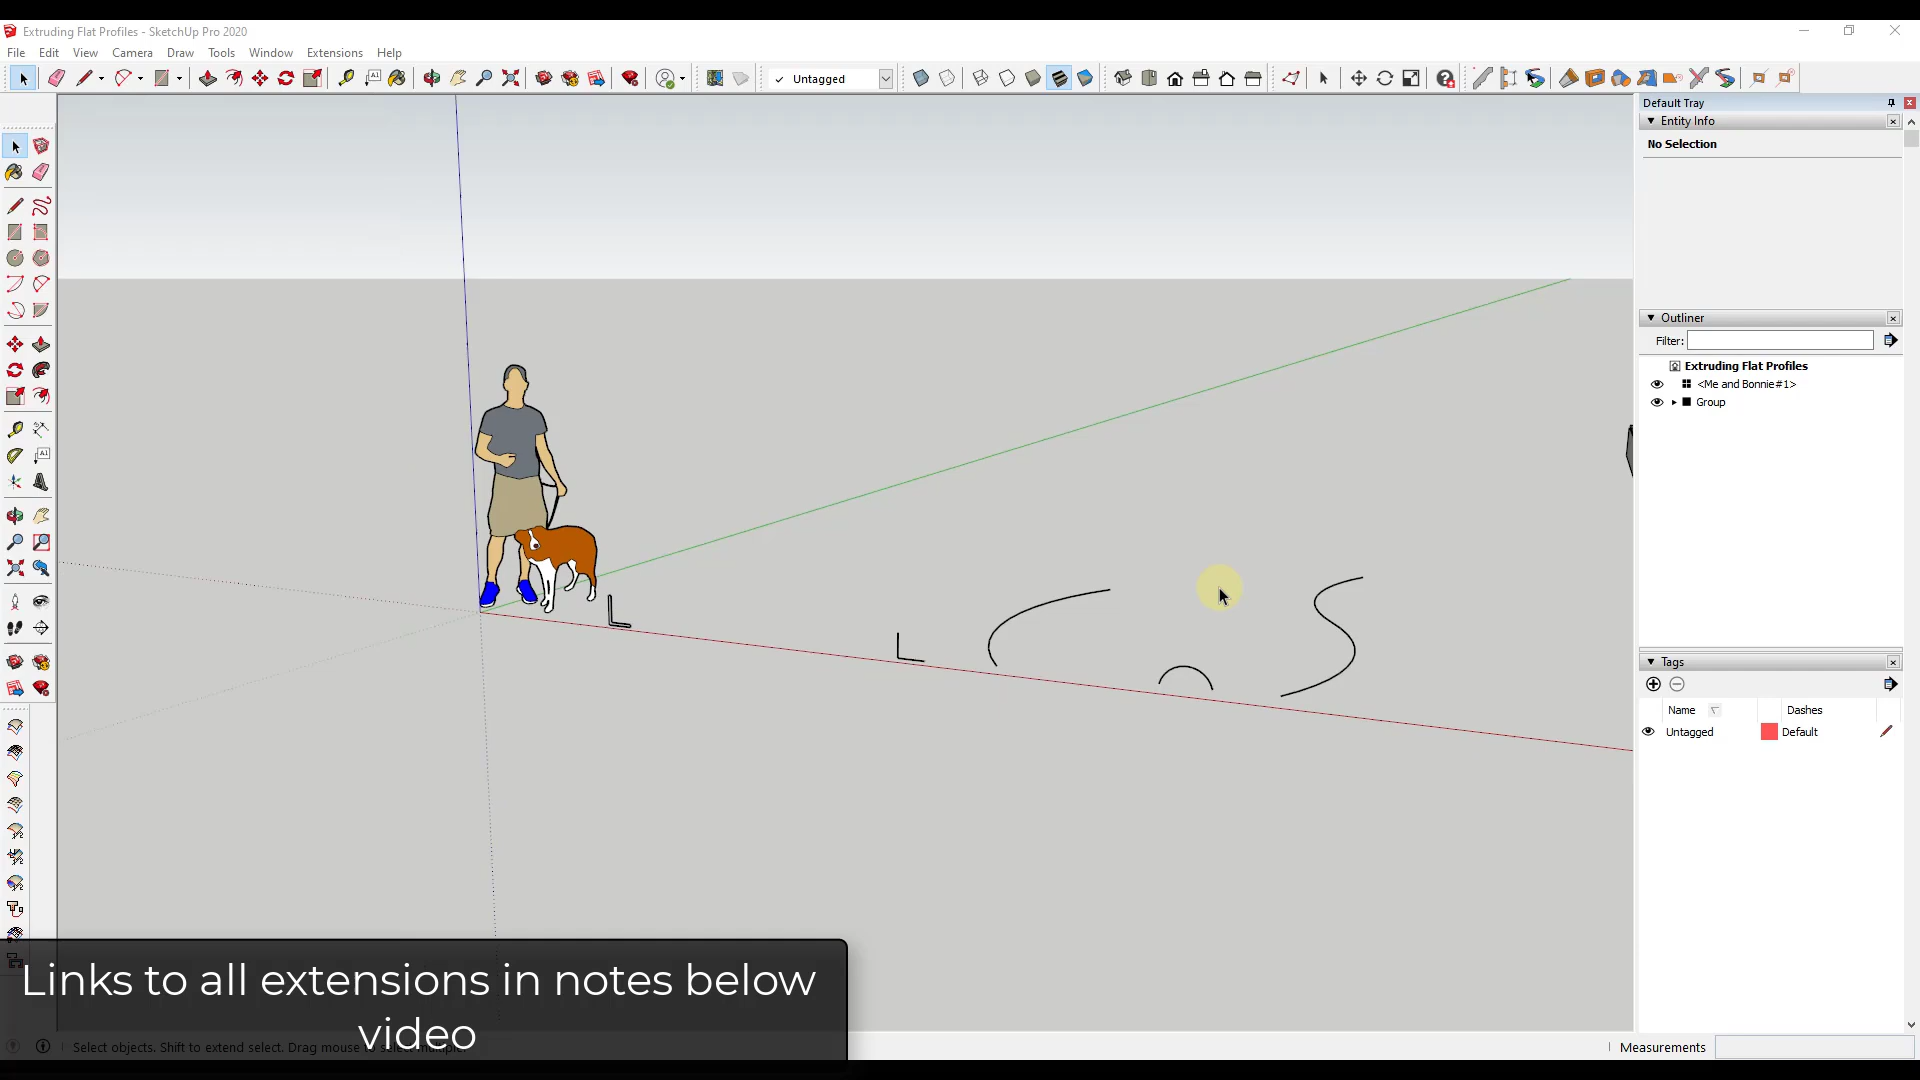 Extruding Flat Profiles - SketchUp Pro 2020
File Edit View Camera Draw Tools Window Extensions Help
Untagged
Default Tray
Entity Info
No Selection
Outliner
Filter:
Extruding Flat Profiles
<Me and Bonnie#1>
Group
Tags
Name Dashes
Untagged Default
Links to all extensions in notes below
video
Select objects. Shift to extend select. Drag mouse
Measurements